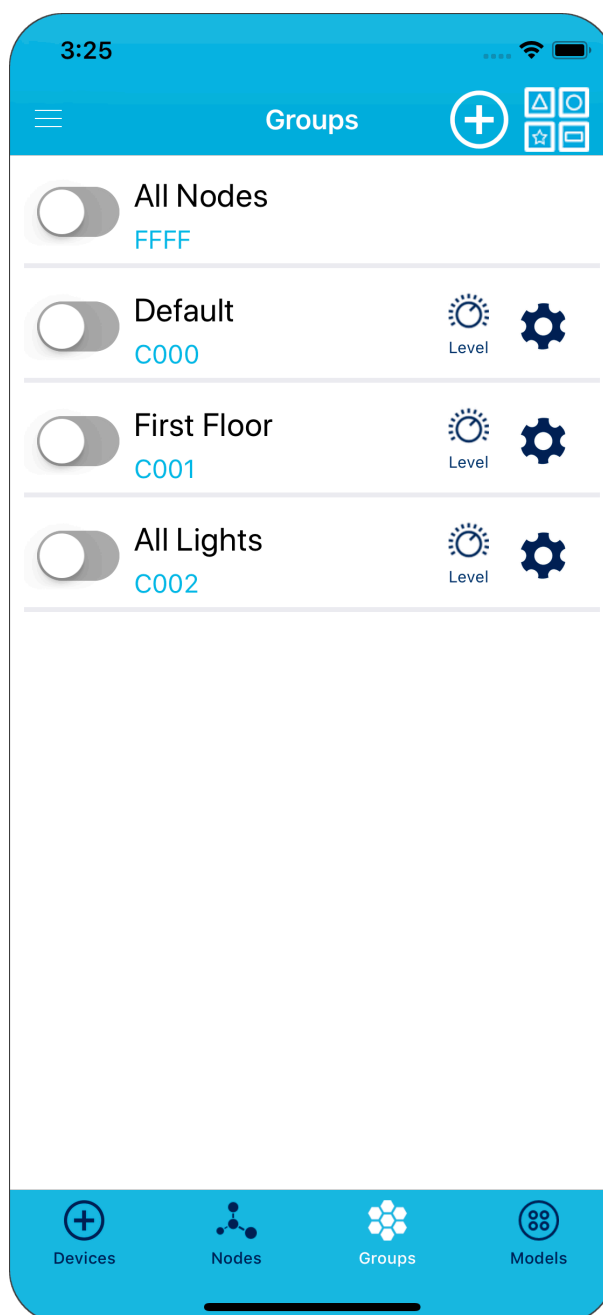 3:25
Groups
All Nodes
FFFF
Default
C000
Level
First Floor
C001
Level
All Lights
C002
Level
Devices Nodes Groups Models